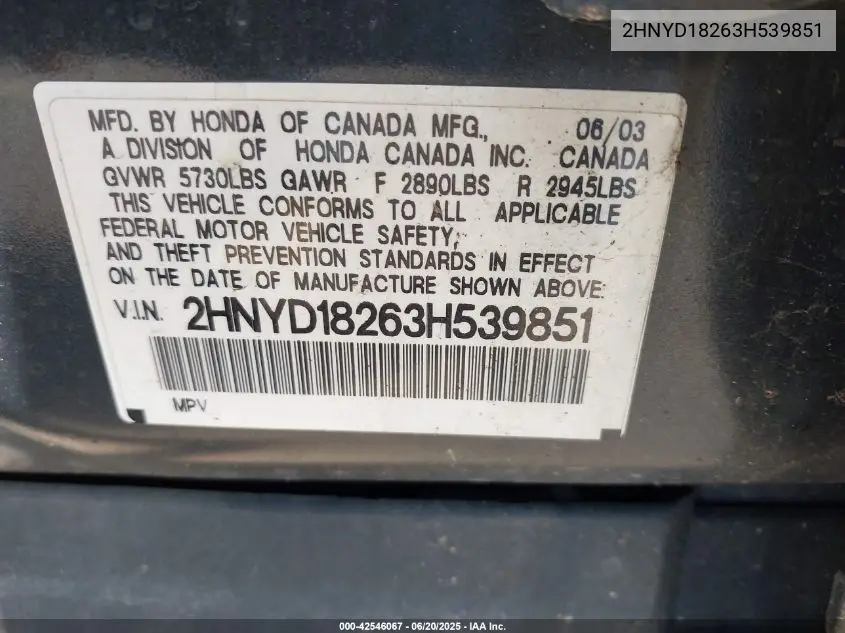 2HNYD18263H539851
MFD. BY HONDA OF CANADA MFG., 06/03
A DIVISION OF HONDA CANADA INC. CANADA
GVWR 5730LBS GAWR F 2890LBS R 2945LBS
THIS VEHICLE CONFORMS TO ALL APPLICABLE
FEDERAL MOTOR VEHICLE SAFETY,
AND THEFT PREVENTION STANDARDS IN EFFECT
ON THE DATE OF MANUFACTURE SHOWN ABOVE.
V.I.N. 2HNYD18263H539851
MPV
000-42546067 - 06/20/2025 - IAA Inc.